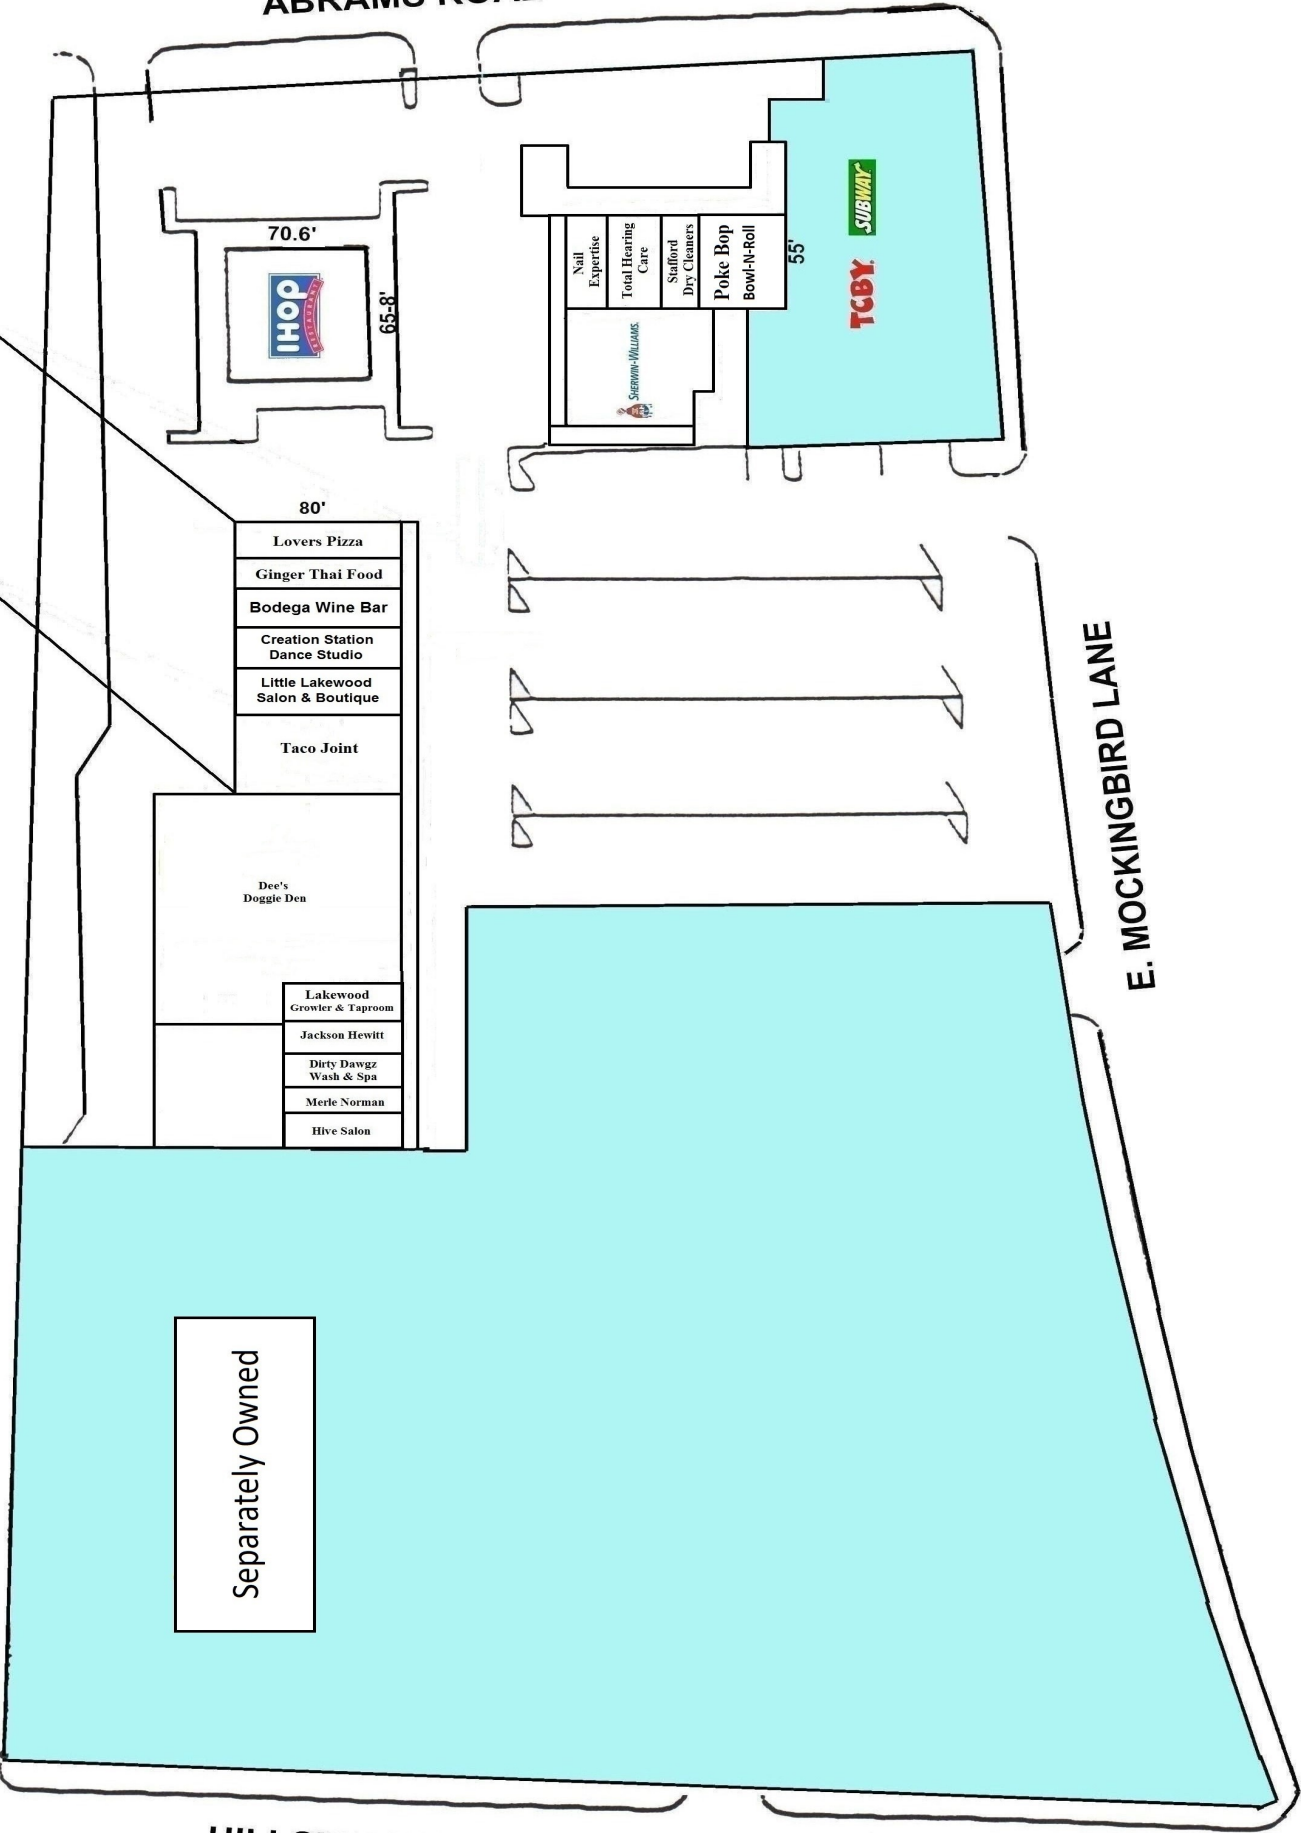 ABRAMS ROAD
70.6'
IHOP
RESTAURANT
65-8'
Nail
Expertise
Total Hearing
Care
Stafford
Dry Cleaners
Poke Bop
Bowl-N-Roll
55'
SUBWAY
TCBY
SHERWIN-WILLIAMS.
80'
Lovers Pizza
Ginger Thai Food
Bodega Wine Bar
Creation Station
Dance Studio
Little Lakewood
Salon & Boutique
Taco Joint
Dee's
Doggie Den
Lakewood
Growler & Taproom
Jackson Hewitt
Dirty Dawgz
Wash & Spa
Merle Norman
Hive Salon
E. MOCKINGBIRD LANE
Separately Owned